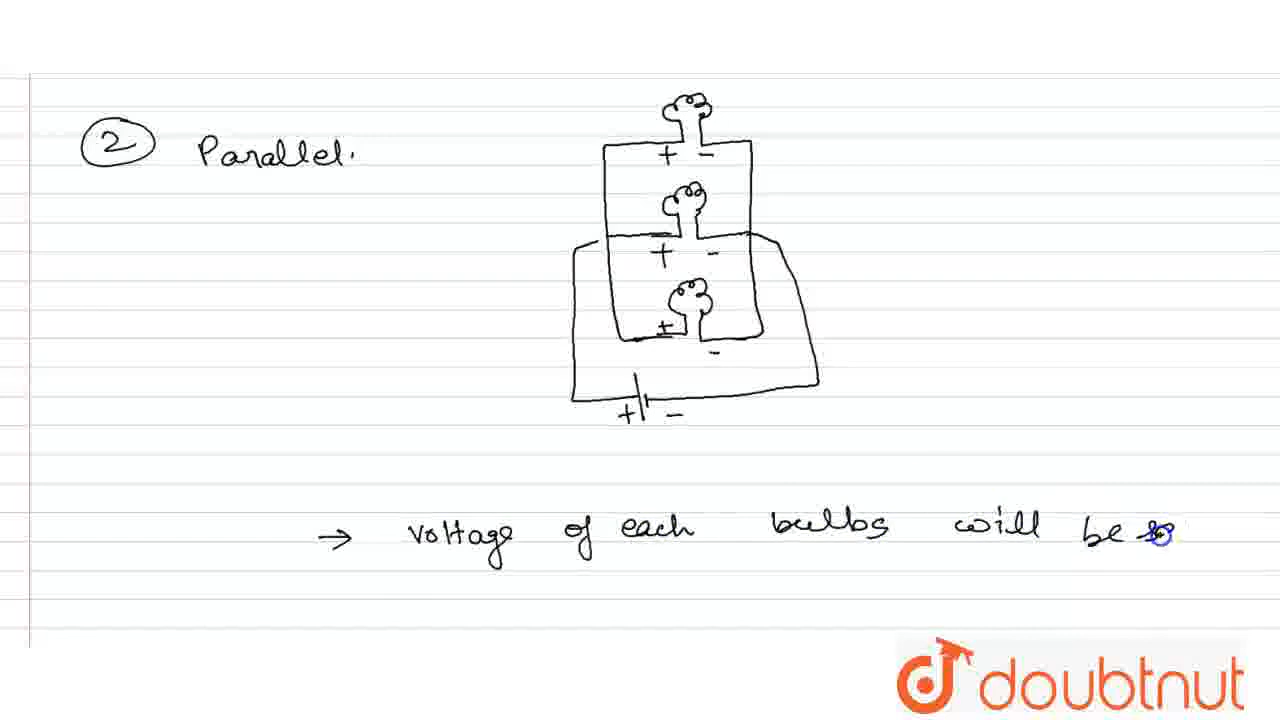 2 Parallel.
+ -
+ -
+ -
+ -
→ voltage of each bulbs will be
doubtnut